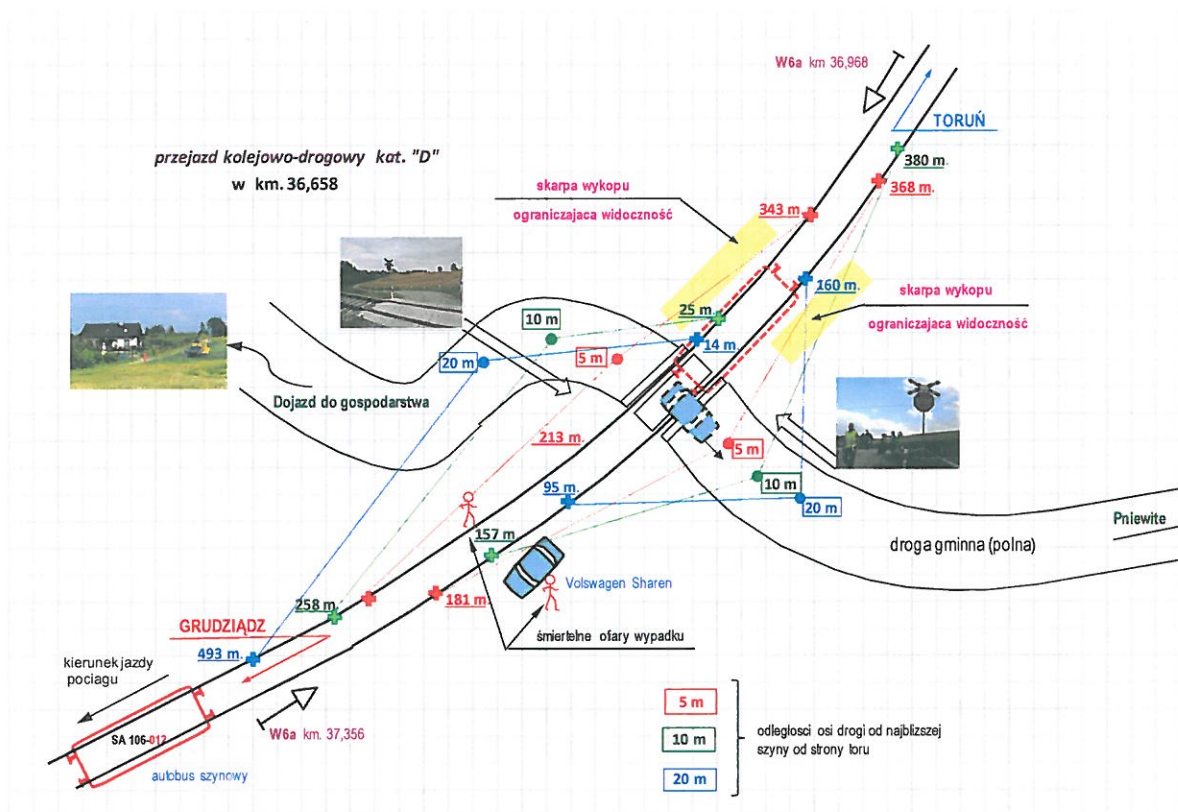 W6a km 36,968
TORUŃ
przejazd kolejowo-drogowy kat. "D"
w km. 36,658
380 m.
368 m.
skarpa wykopu
ograniczajaca widoczność
343 m
160 m.
skarpa wykopu
ograniczajaca widoczność
25 m.
14 m.
10 m
5 m
20 m
Dojazd do gospodarstwa
213 m.
5 m
10 m
20 m
95 m.
Pniewite
droga gminna (polna)
157 m
Volswagen Sharen
181 m
258 m.
GRUDZIĄDZ
śmiertelne ofiary wypadku
493 m.
kierunek jazdy
pociagu
W6a km. 37,356
SA 106-012
autobus szynowy
5 m
10 m
20 m
odległosci osi drogi od najblizszej
szyny od strony toru